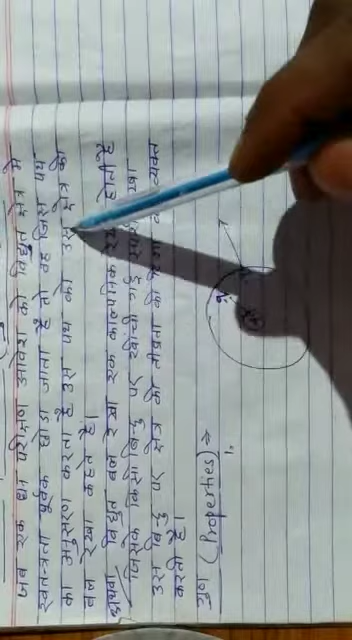 जब एक धन परीक्षण आवेश को विद्युत क्षेत्र में
स्वतन्त्रता पूर्वक छोडा जाता है तो वह जिस पथ
का अनुसरण करता है उस पथ को उस क्षेत्र की
बल रेखा कहते है।
अथवा विद्युत बल रेखा एक काल्पनिक रेखा होती है
जिसके किसी बिन्दु पर खींची गई स्पर्श रेखा
उस बिन्दु पर क्षेत्र की तीव्रता की दिशा को व्यक्त
करती है।
गुण (Properties) ⇒
1.